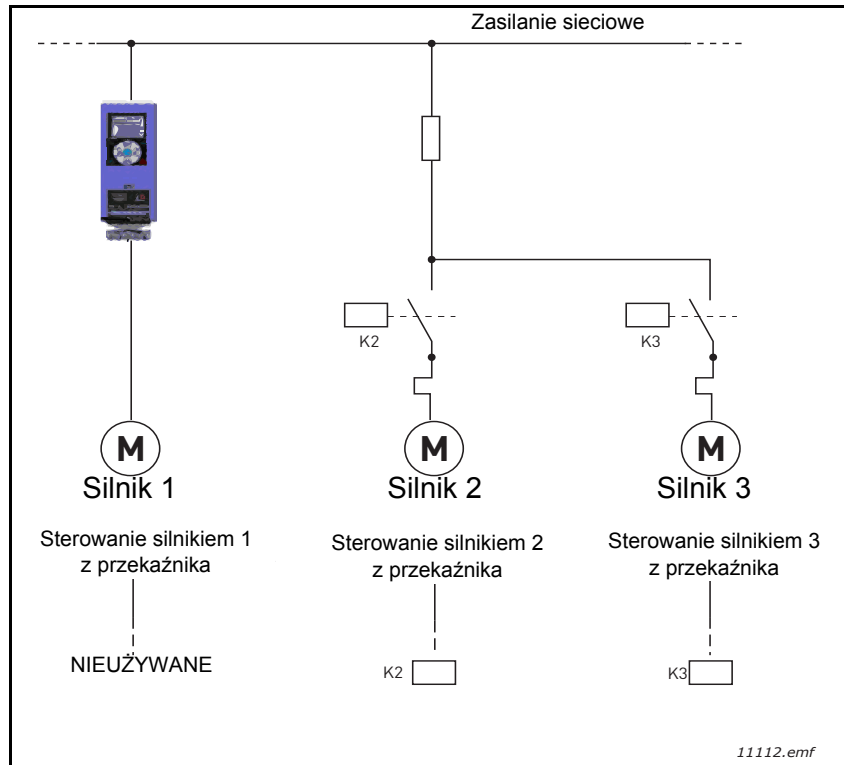 Zasilanie sieciowe
K2
K3
M
M
M
Silnik 1
Silnik 2
Silnik 3
Sterowanie silnikiem 1
z przekaźnika
Sterowanie silnikiem 2
z przekaźnika
Sterowanie silnikiem 3
z przekaźnika
NIEUŻYWANE
K2
K3
11112.emf